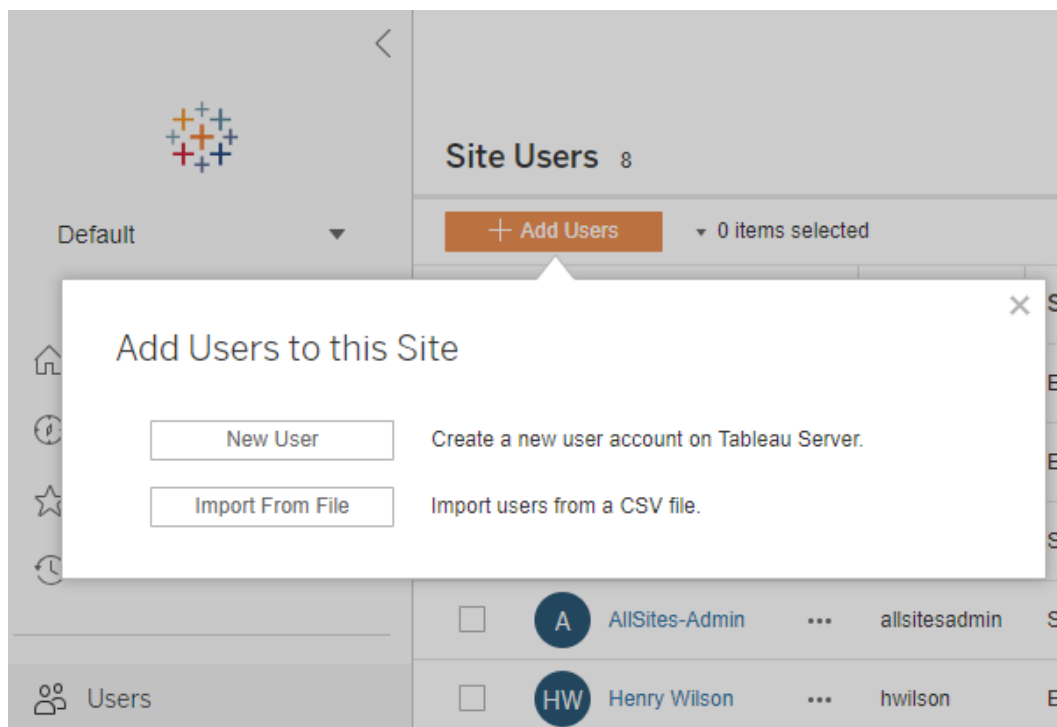 Site Users 8
Default
Add Users
0 items selected
Add Users to this Site
New User
Create a new user account on Tableau Server.
Import From File
Import users from a CSV file.
A
AllSites-Admin
allsitesadmin
Users
HW
Henry Wilson
hwilson